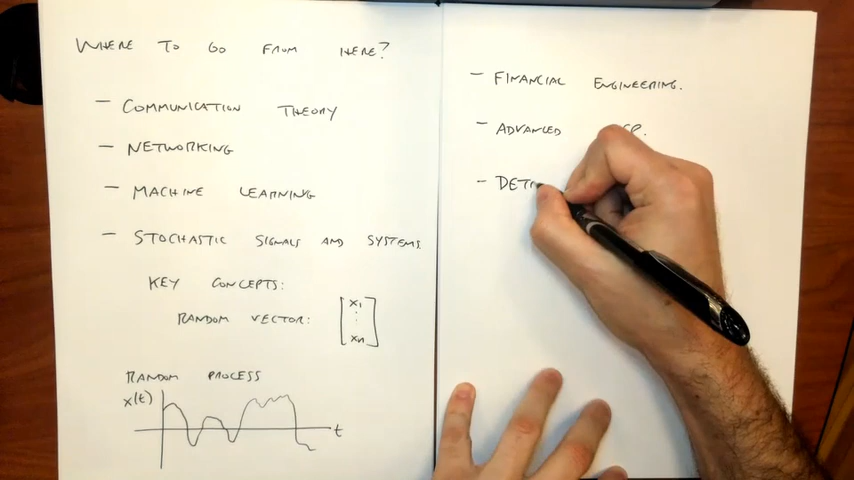 WHERE TO GO FROM HERE?
- COMMUNICATION THEORY
- NETWORKING
- MACHINE LEARNING
- STOCHASTIC SIGNALS AND SYSTEMS.
KEY CONCEPTS:
RANDOM VECTOR: [x1 ⋮ xn]
RANDOM PROCESS
x(t)
t
- FINANCIAL ENGINEERING.
- ADVANCED
- DET